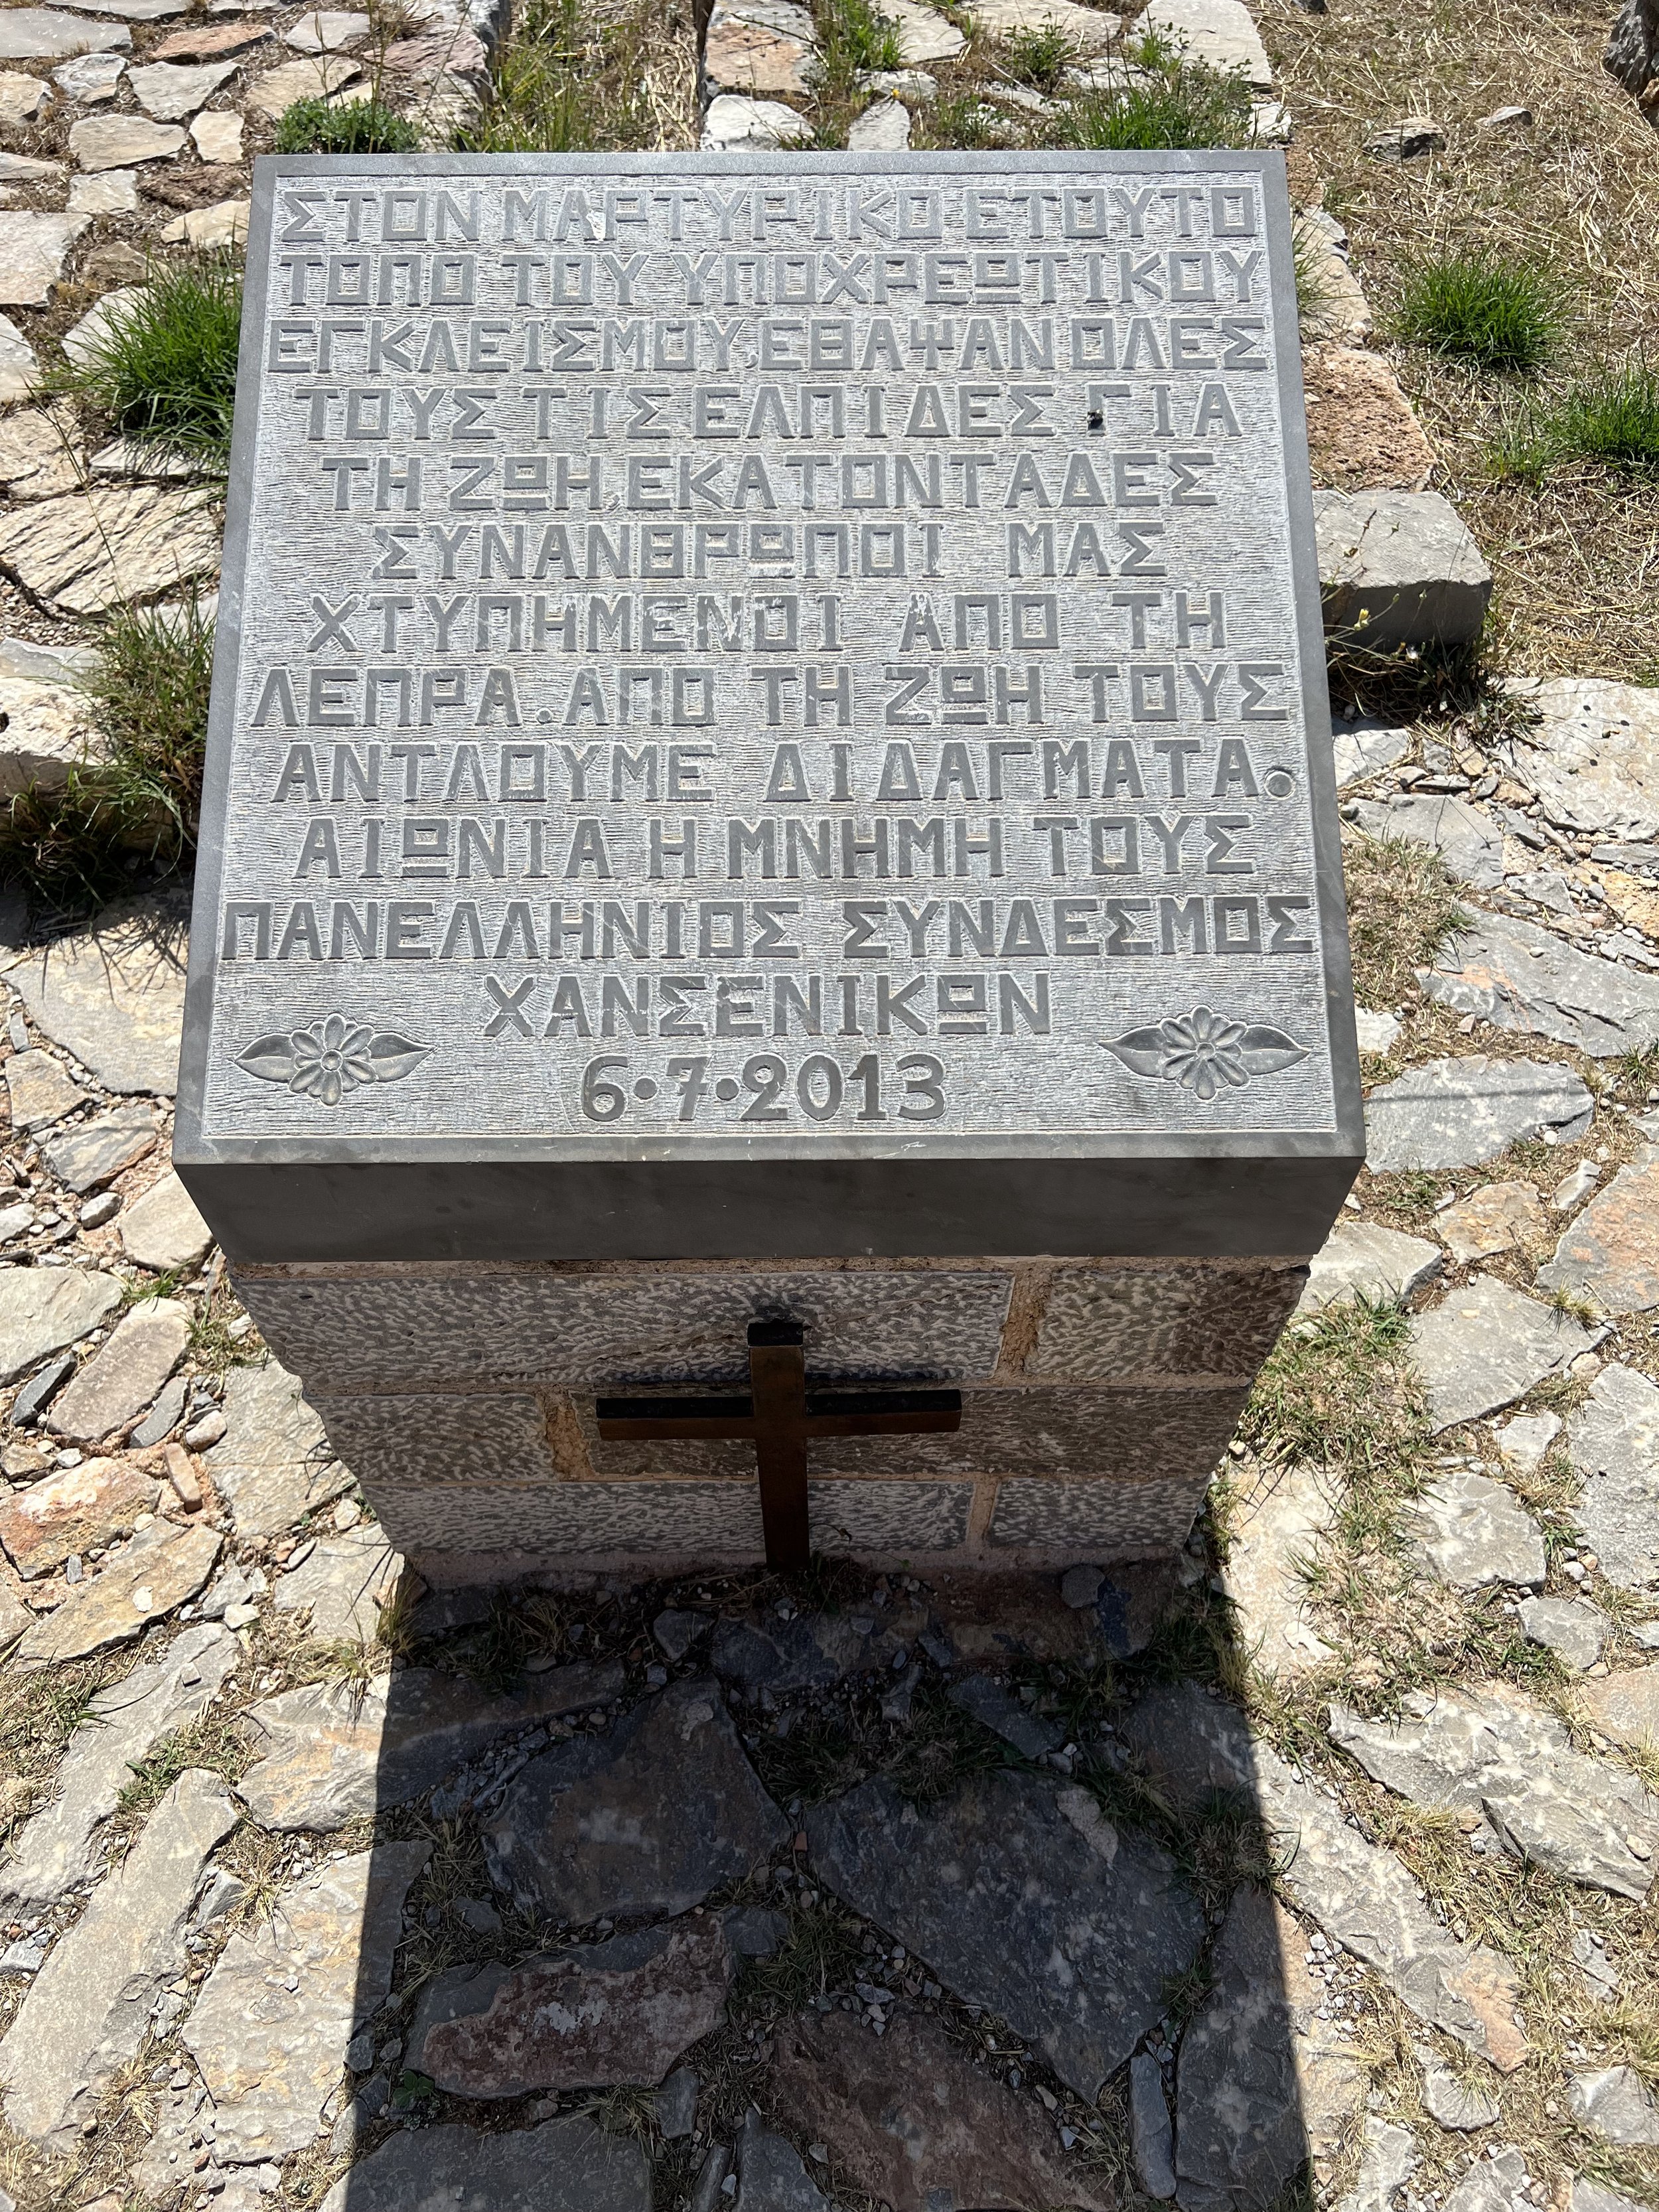 ΣΤΟΝ ΜΑΡΤΥΡΙΚΟ ΕΤΟΥΤΟ
ΤΟΠΟ ΤΟΥ ΥΠΟΧΡΕΩΤΙΚΟΥ
ΕΓΚΛΕΙΣΜΟΥ, ΕΘΑΨΑΝ ΟΛΕΣ
ΤΟΥΣ ΤΙΣ ΕΛΠΙΔΕΣ ΓΙΑ
ΤΗ ΖΩΗ, ΕΚΑΤΟΝΤΑΔΕΣ
ΣΥΝΑΝΘΡΩΠΟΙ ΜΑΣ
ΧΤΥΠΗΜΕΝΟΙ ΑΠΟ ΤΗ
ΛΕΠΡΑ. ΑΠΟ ΤΗ ΖΩΗ ΤΟΥΣ
ΑΝΤΛΟΥΜΕ ΔΙΔΑΓΜΑΤΑ.
ΑΙΩΝΙΑ Η ΜΝΗΜΗ ΤΟΥΣ
ΠΑΝΕΛΛΗΝΙΟΣ ΣΥΝΔΕΣΜΟΣ
ΧΑΝΣΕΝΙΚΩΝ
6•7•2013